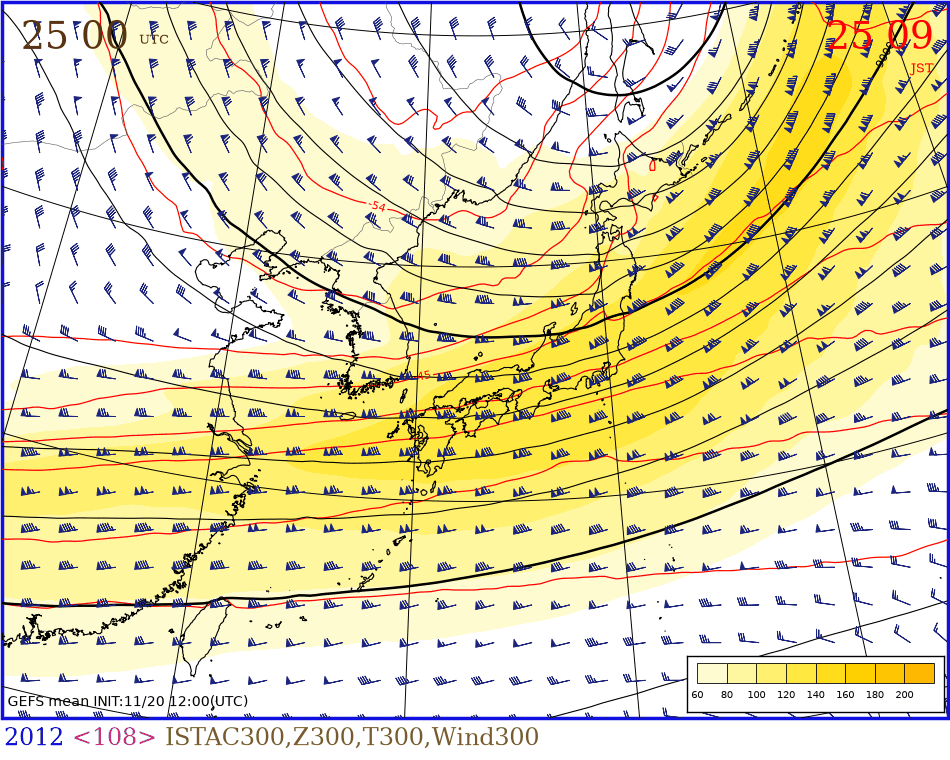 25 00 UTC
25 09
JST
-54
-45
GEFS mean INIT:11/20 12:00(UTC)
60 80 100 120 140 160 180 200
2012 <108> ISTAC300,Z300,T300,Wind300